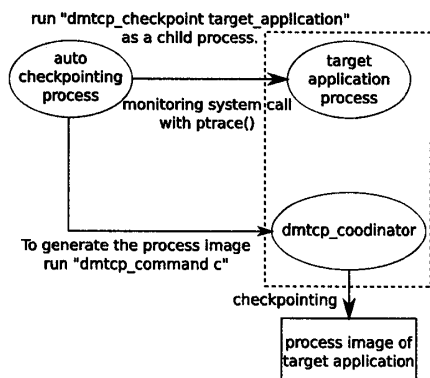 run "dmtcp_checkpoint target_application"
as a child process.
auto
checkpointing
process
target
application
process
monitoring system call
with ptrace()
dmtcp_coodinator
To generate the process image
run "dmtcp_command c"
checkpointing
process image of
target application